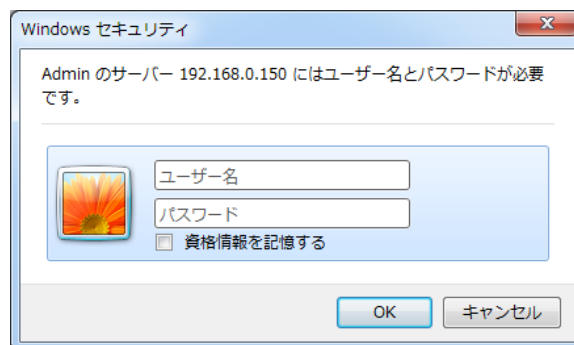 Windows セキュリティ
Admin のサーバー 192.168.0.150 にはユーザー名とパスワードが必要
です。
ユーザー名
パスワード
資格情報を記憶する
OK
キャンセル